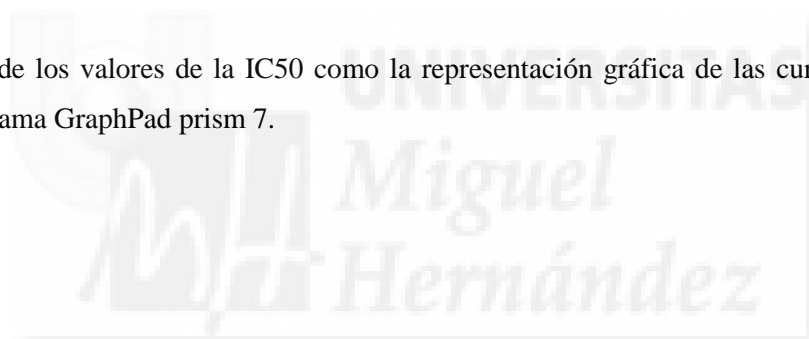 de los valores de la IC50 como la representación gráfica de las cu
ama GraphPad prism 7.
UNIVERSITAS
Miguel
Hernández